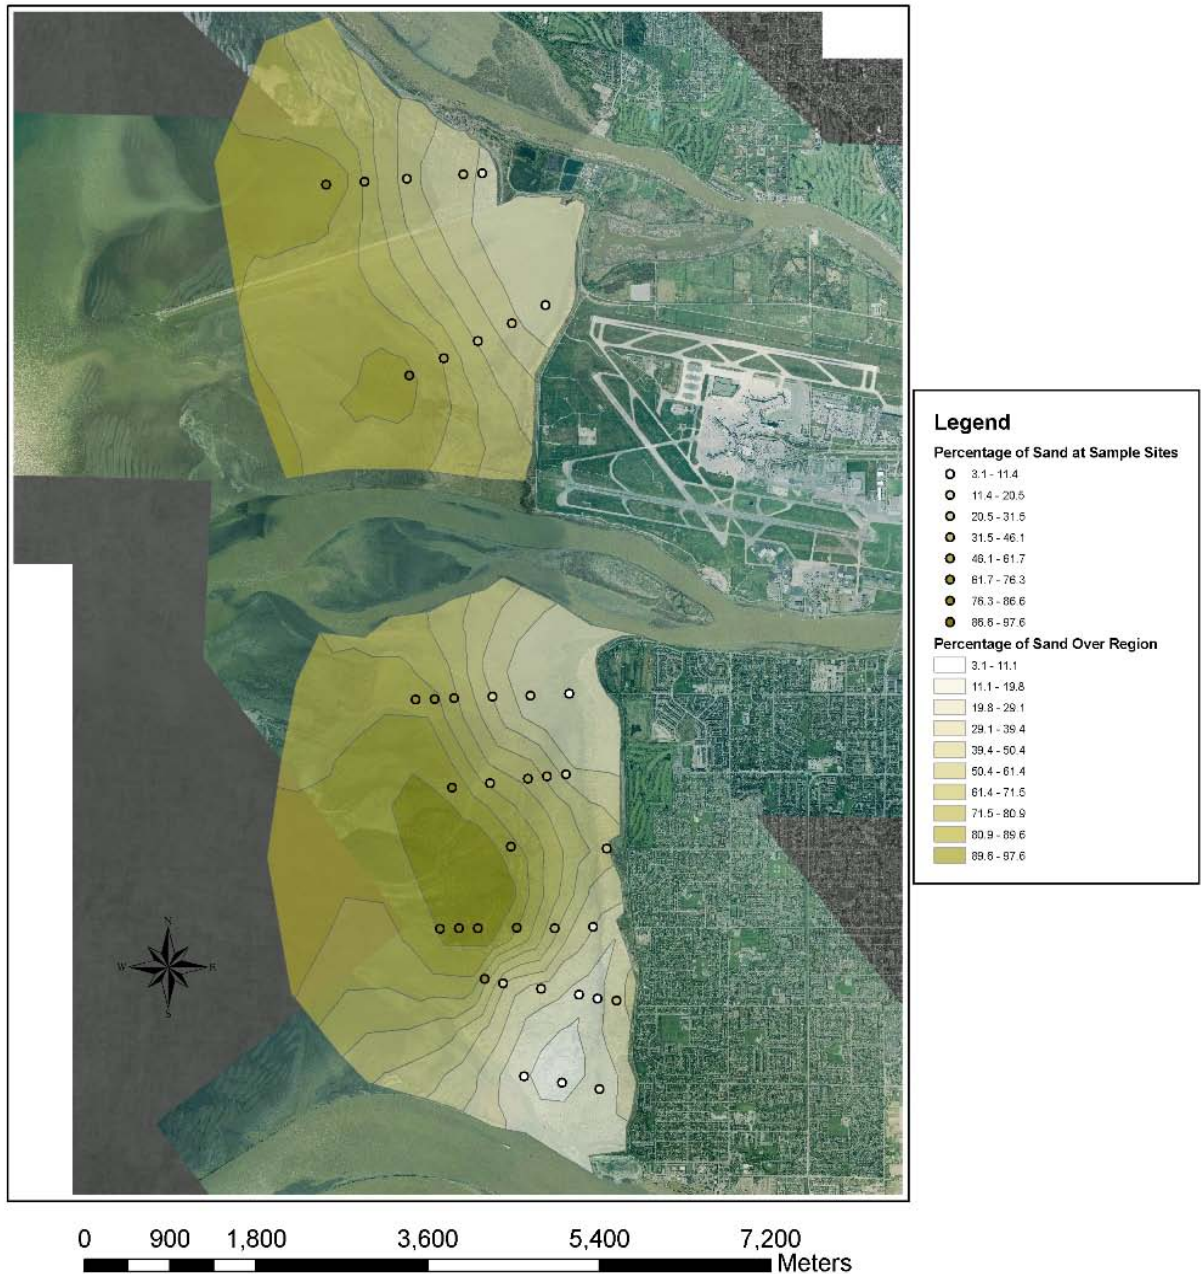 N
W
E
S
Legend
Percentage of Sand at Sample Sites
3.1 - 11.4
11.4 - 20.5
20.5 - 31.5
31.5 - 46.1
46.1 - 61.7
61.7 - 76.3
76.3 - 86.6
86.6 - 97.6
Percentage of Sand Over Region
3.1 - 11.1
11.1 - 19.8
19.8 - 29.1
29.1 - 39.4
39.4 - 50.4
50.4 - 61.4
61.4 - 71.5
71.5 - 80.9
80.9 - 89.6
89.6 - 97.6
0 900 1,800 3,600 5,400 7,200
Meters